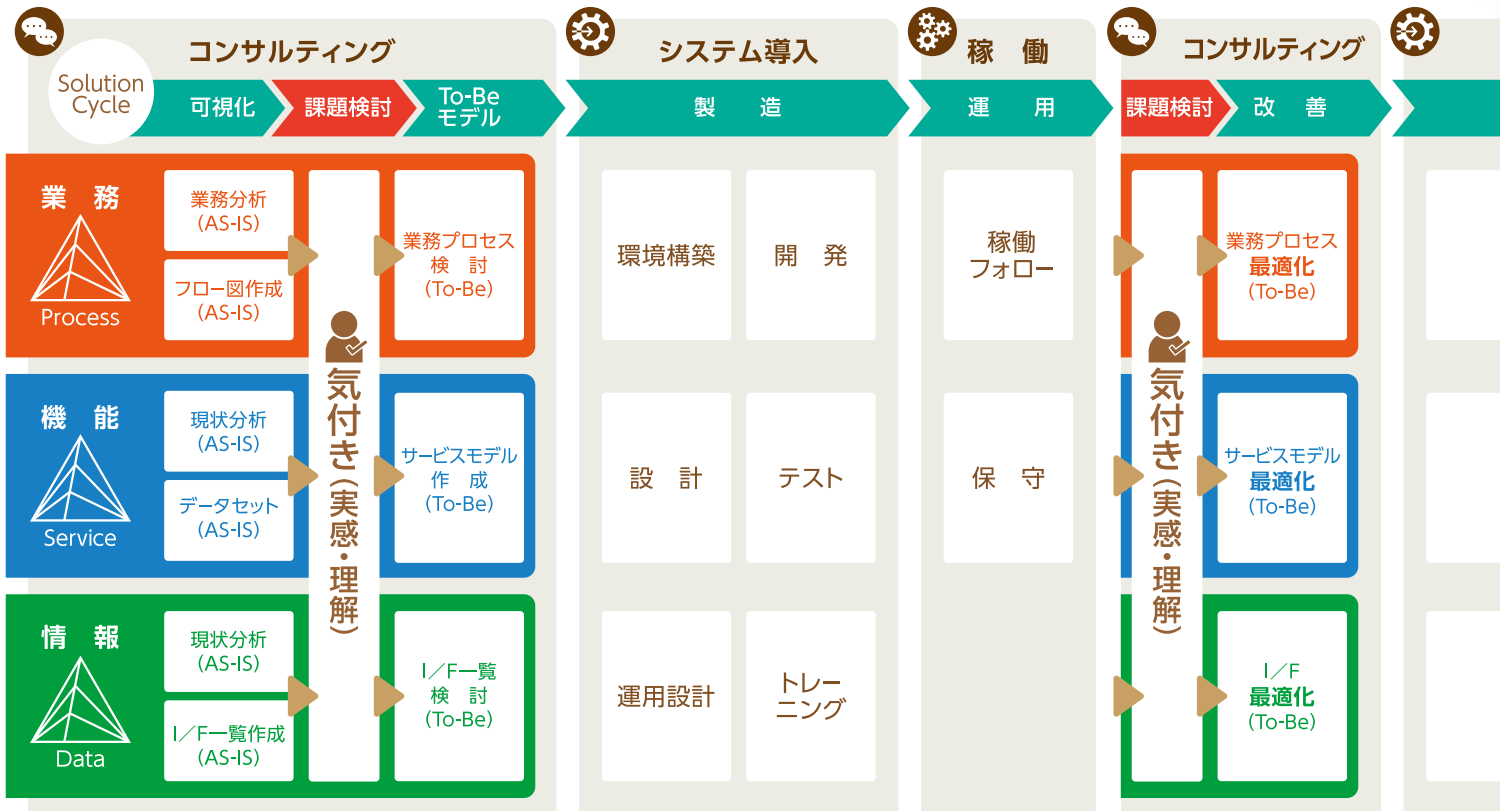 Solution
Cycle
コンサルティング
システム導入
稼 働
コンサルティング
可視化
課題検討
To-Be
モデル
製 造
運 用
課題検討
改 善
業 務
Process
業務分析
(AS-IS)
フロー図作成
(AS-IS)
業務プロセス
検 討
(To-Be)
機 能
Service
現状分析
(AS-IS)
データセット
(AS-IS)
サービスモデル
作 成
(To-Be)
情 報
Data
現状分析
(AS-IS)
I/F一覧作成
(AS-IS)
I/F一覧
検 討
(To-Be)
気付き(実感・理解)
環境構築
開 発
設 計
テスト
運用設計
トレー
ニング
稼働
フォロー
保 守
気付き(実感・理解)
業務プロセス
最適化
(To-Be)
サービスモデル
最適化
(To-Be)
I/F
最適化
(To-Be)